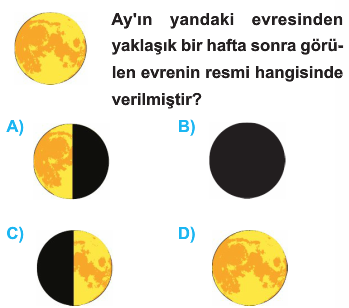 Ay'ın yandaki evresinden
yaklaşık bir hafta sonra görü-
len evrenin resmi hangisinde
verilmiştir?
A)
B)
C)
D)